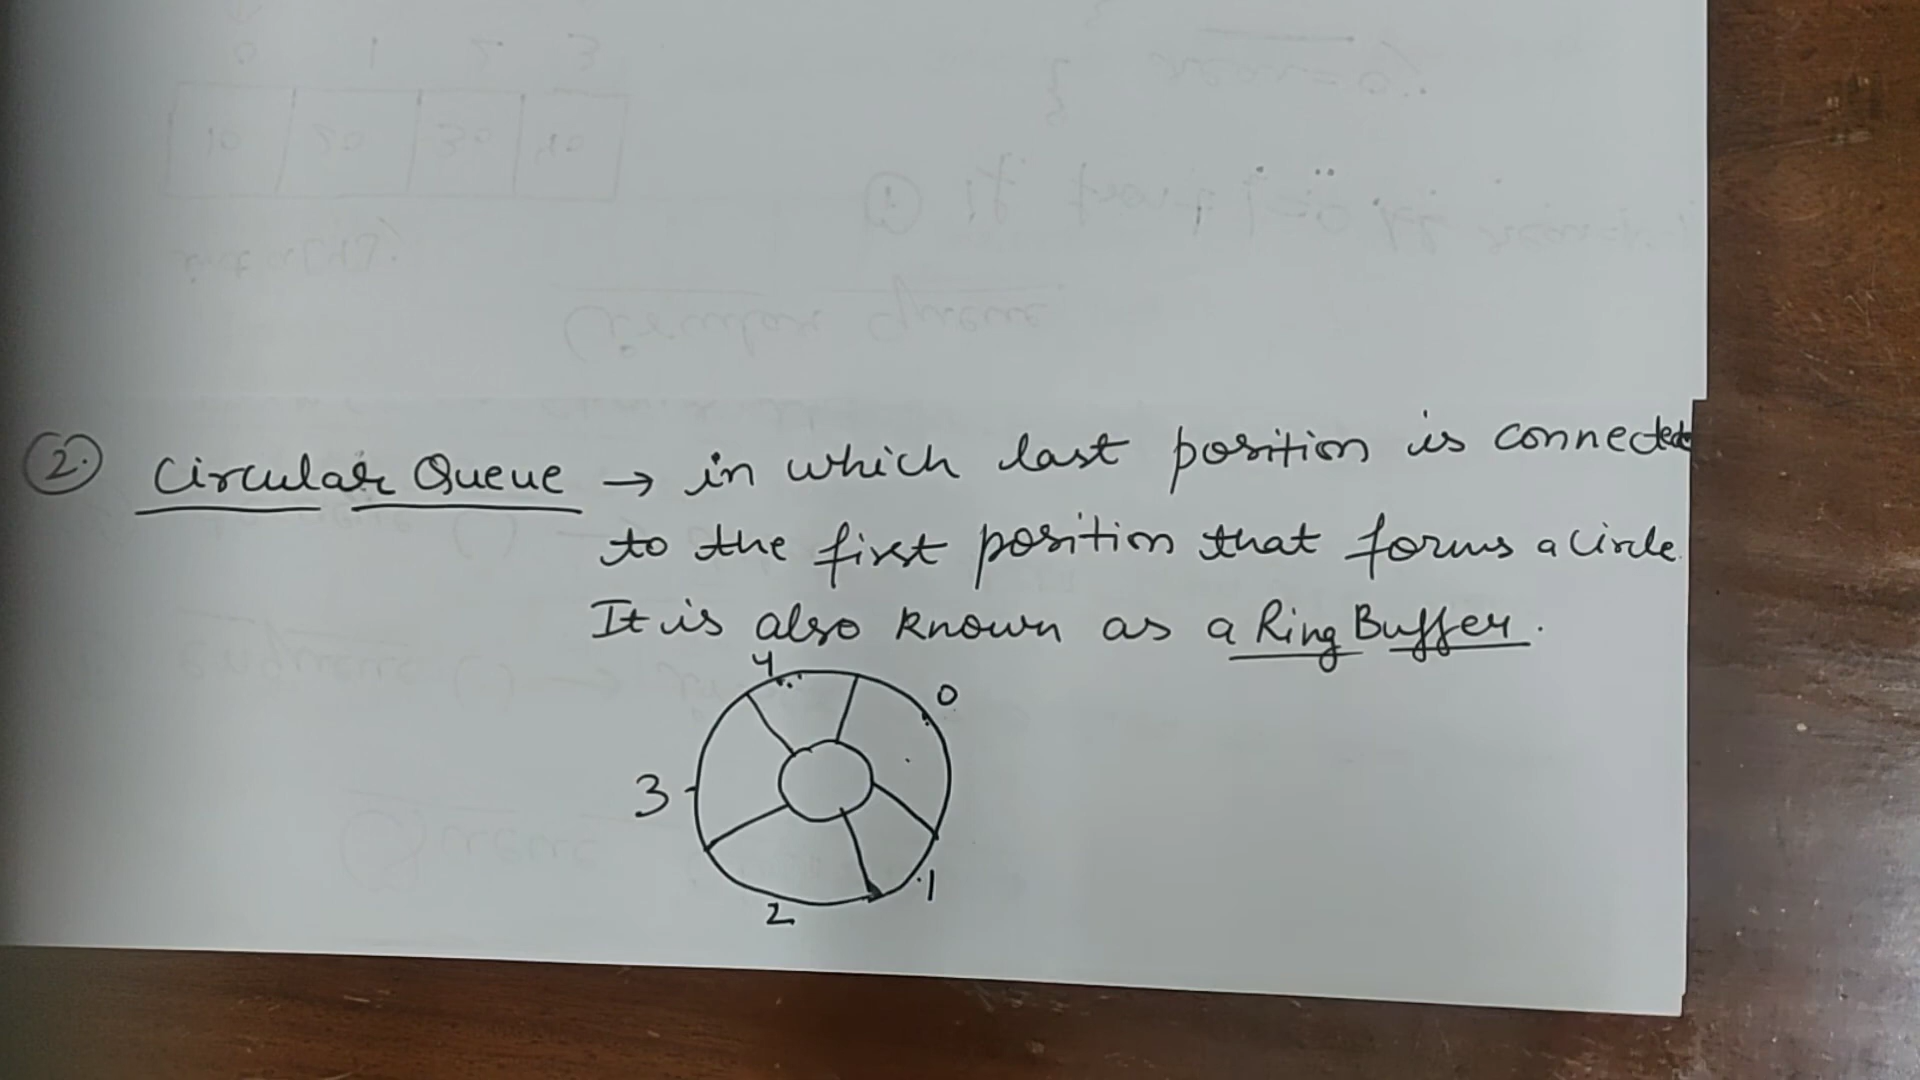 2. Circular Queue → in which last position is connected
to the first position that forms a circle.
It is also known as a Ring Buffer.
4
0
3
1
2